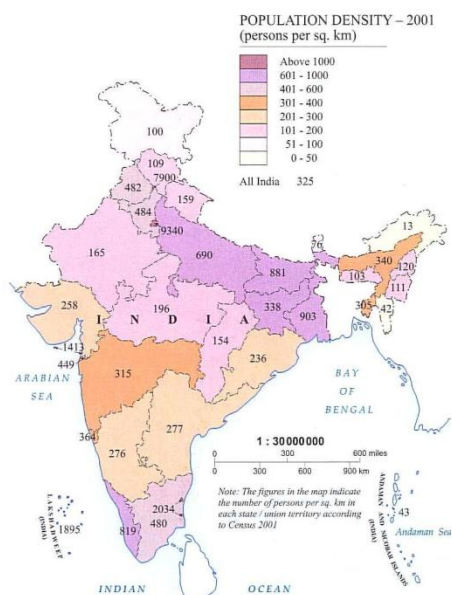 POPULATION DENSITY – 2001
(persons per sq. km)
Above 1000
601 - 1000
401 - 600
301 - 400
201 - 300
101 - 200
51 - 100
0 - 50
All India 325
100
109
7900
482
159
484
9340
13
165
690
76
340
881
120
103
111
258
196
338
305
42
I N D I A
903
154
1413
236
449
315
ARABIAN
SEA
BAY
OF
BENGAL
364
277
276
1 : 30000000
0 300 600 miles
0 300 600 900 km
Note: The figures in the map indicate
the number of persons per sq. km in
each state / union territory according
to Census 2001
LAKSHADWEEP
(INDIA)
1895
2034
480
819
ANDAMAN AND NICOBAR ISLANDS
(INDIA)
43
Andaman Sea
INDIAN OCEAN